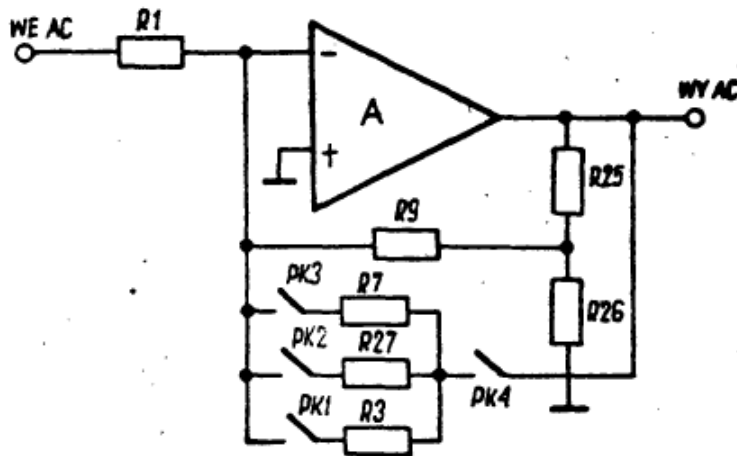 WE AC
R1
-
A
+
WY AC
R25
R9
R26
PK3
R7
PK2
R27
PK1
R3
PK4